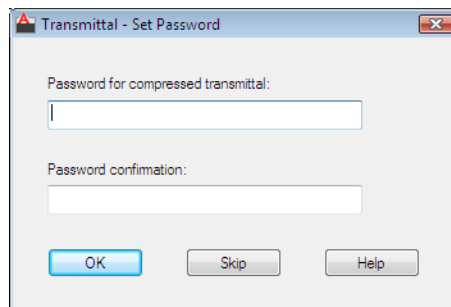 Transmittal - Set Password
Password for compressed transmittal:
Password confirmation:
OK Skip Help